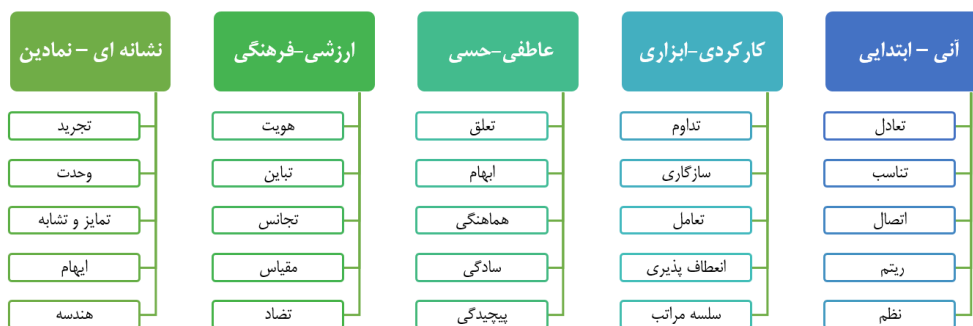 آنی – ابتدایی
تعادل
تناسب
اتصال
ریتم
نظم
کارکردی-ابزاری
تداوم
سازگاری
تعامل
انعطاف پذیری
سلسه مراتب
عاطفی-حسی
تعلق
ابهام
هماهنگی
سادگی
پیچیدگی
ارزشی-فرهنگی
هویت
تباین
تجانس
مقیاس
تضاد
نشانه ای – نمادین
تجرید
وحدت
تمایز و تشابه
ایهام
هندسه